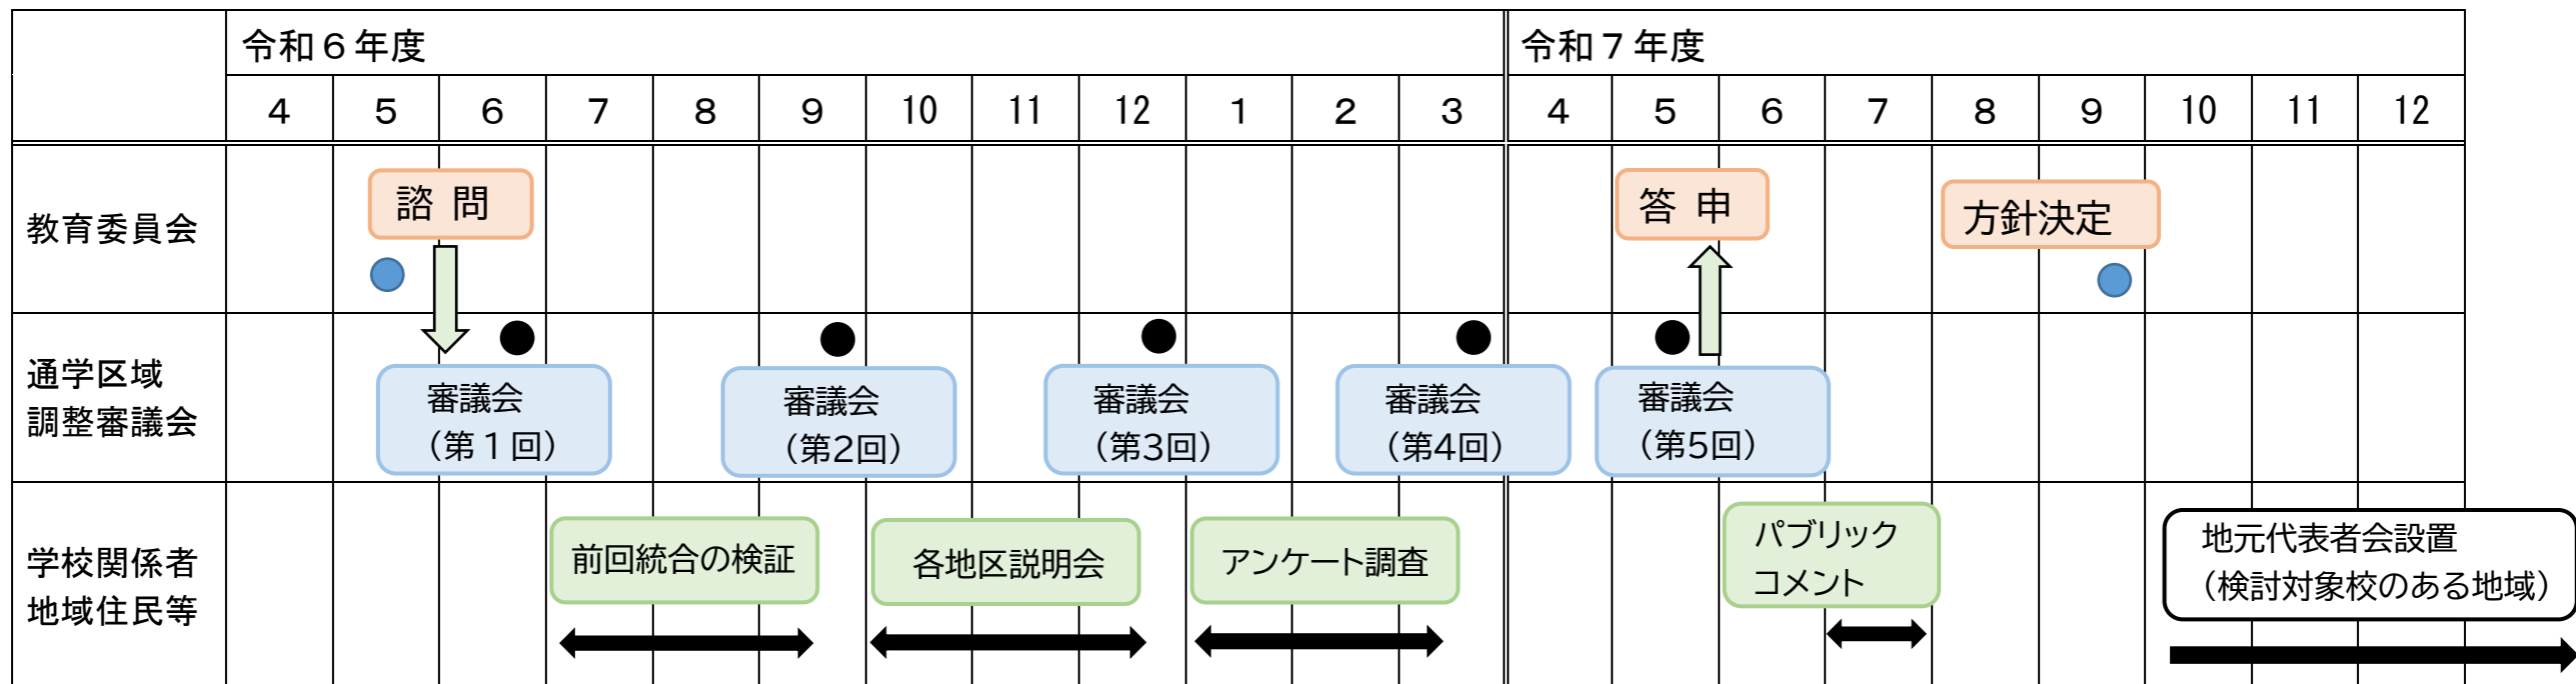 令和６年度
令和７年度
4 5 6 7 8 9 10 11 12 1 2 3 4 5 6 7 8 9 10 11 12
教育委員会
諮 問
答 申
方針決定
通学区域
調整審議会
審議会
（第１回）
審議会
（第2回）
審議会
（第3回）
審議会
（第4回）
審議会
（第5回）
学校関係者
地域住民等
前回統合の検証
各地区説明会
アンケート調査
パブリック
コメント
地元代表者会設置
（検討対象校のある地域）